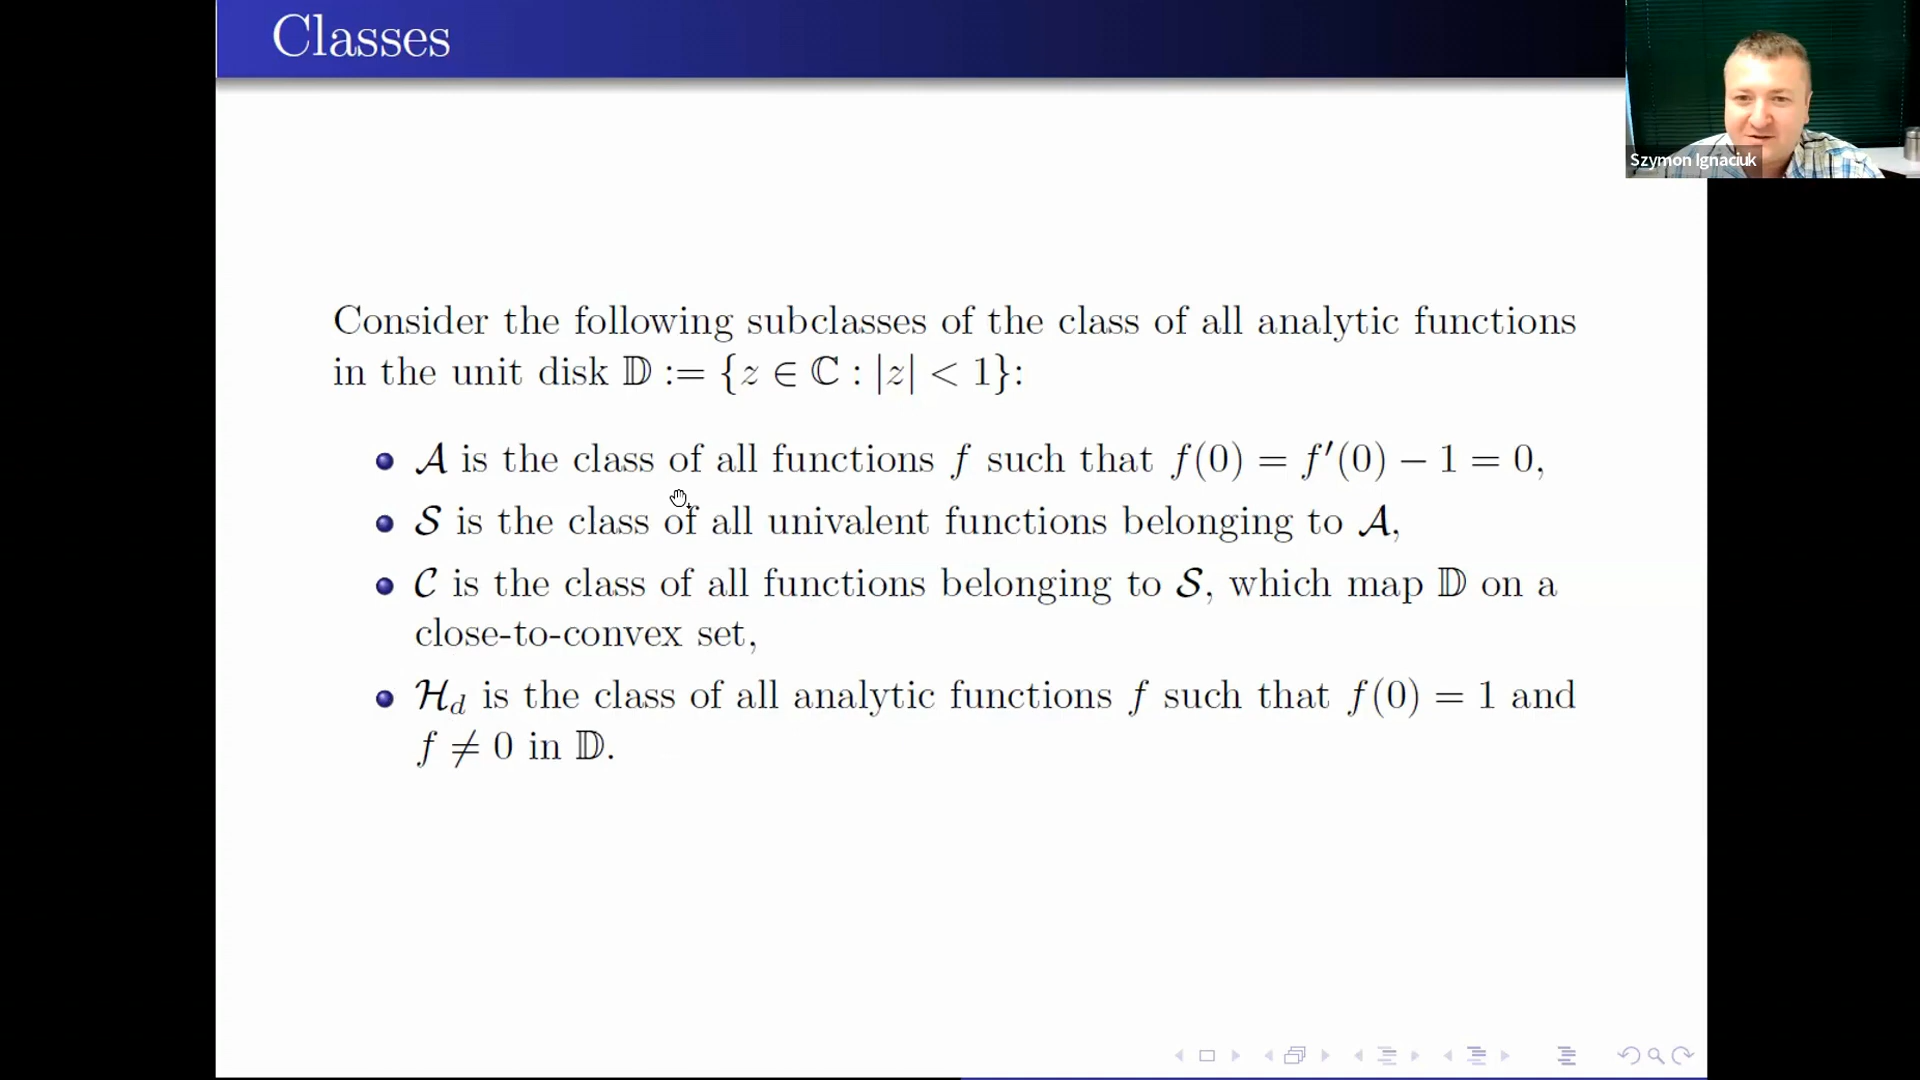 Classes
Szymon Ignaciuk
Consider the following subclasses of the class of all analytic functions
in the unit disk 𝔻 := {z ∈ ℂ : |z| < 1}:
• 𝒜 is the class of all functions f such that f(0) = f′(0) − 1 = 0,
• 𝒮 is the class of all univalent functions belonging to 𝒜,
• 𝒞 is the class of all functions belonging to 𝒮, which map 𝔻 on a
close-to-convex set,
• ℋ_d is the class of all analytic functions f such that f(0) = 1 and
f ≠ 0 in 𝔻.